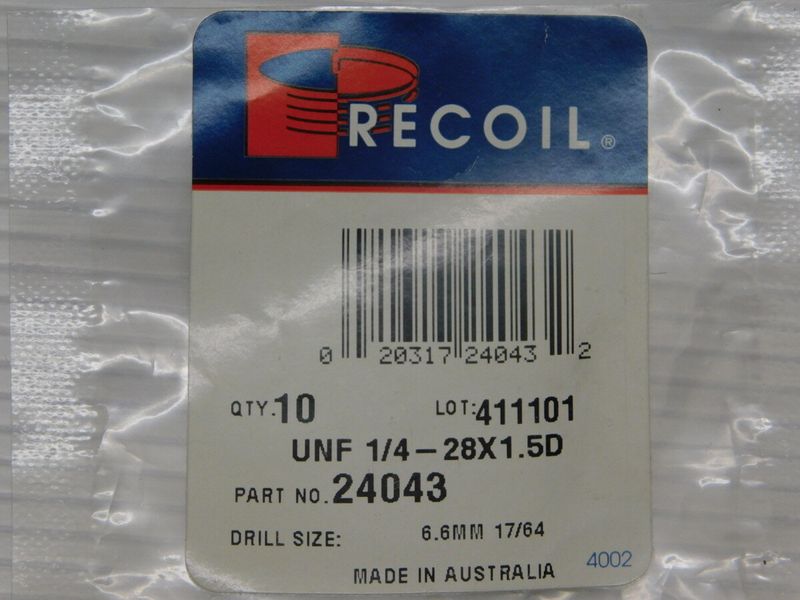 RECOIL®
0 20317 24043 2
QTY. 10 LOT: 411101
UNF 1/4-28X1.5D
PART NO. 24043
DRILL SIZE: 6.6MM 17/64
4002
MADE IN AUSTRALIA